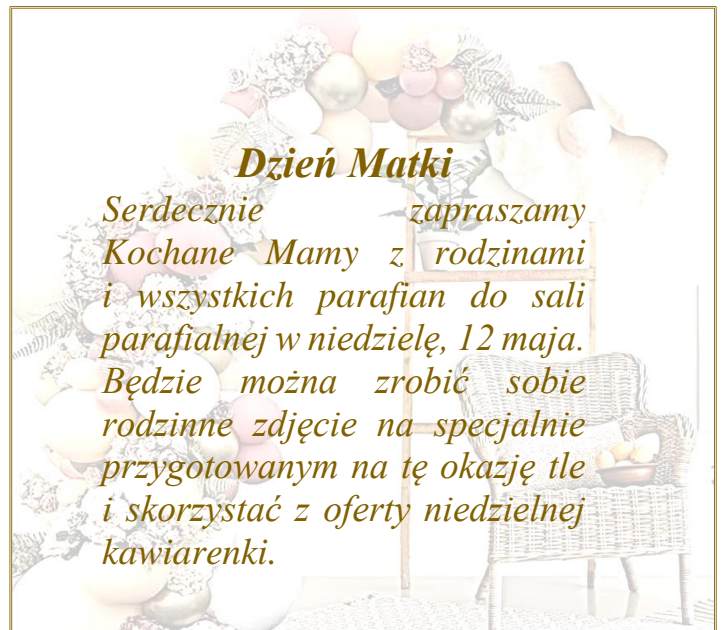 Dzień Matki
Serdecznie zapraszamy
Kochane Mamy z rodzinami
i wszystkich parafian do sali
parafialnej w niedzielę, 12 maja.
Będzie można zrobić sobie
rodzinne zdjęcie na specjalnie
przygotowanym na tę okazję tle
i skorzystać z oferty niedzielnej
kawiarenki.